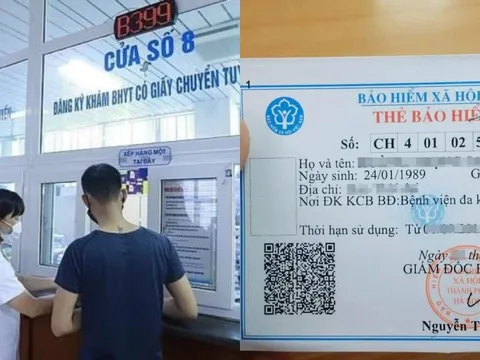 B399
CỬA SỐ 8
ĐĂNG KÝ KHÁM BHYT CÓ GIẤY CHUYỂN TUY
XẾP HÀNG MỘT
TẠI ĐÂY
1
BẢO HIỂM XÃ HỘI
THẺ BẢO HIỂ
Số: CH 4 01 02 5
Họ và tên:
Ngày sinh: 24/01/1989 G
Địa chỉ:
Nơi ĐK KCB BĐ: Bệnh viện đa k
Thời hạn sử dụng: Từ
Ngày
GIÁM ĐỐC B
Nguyễn T